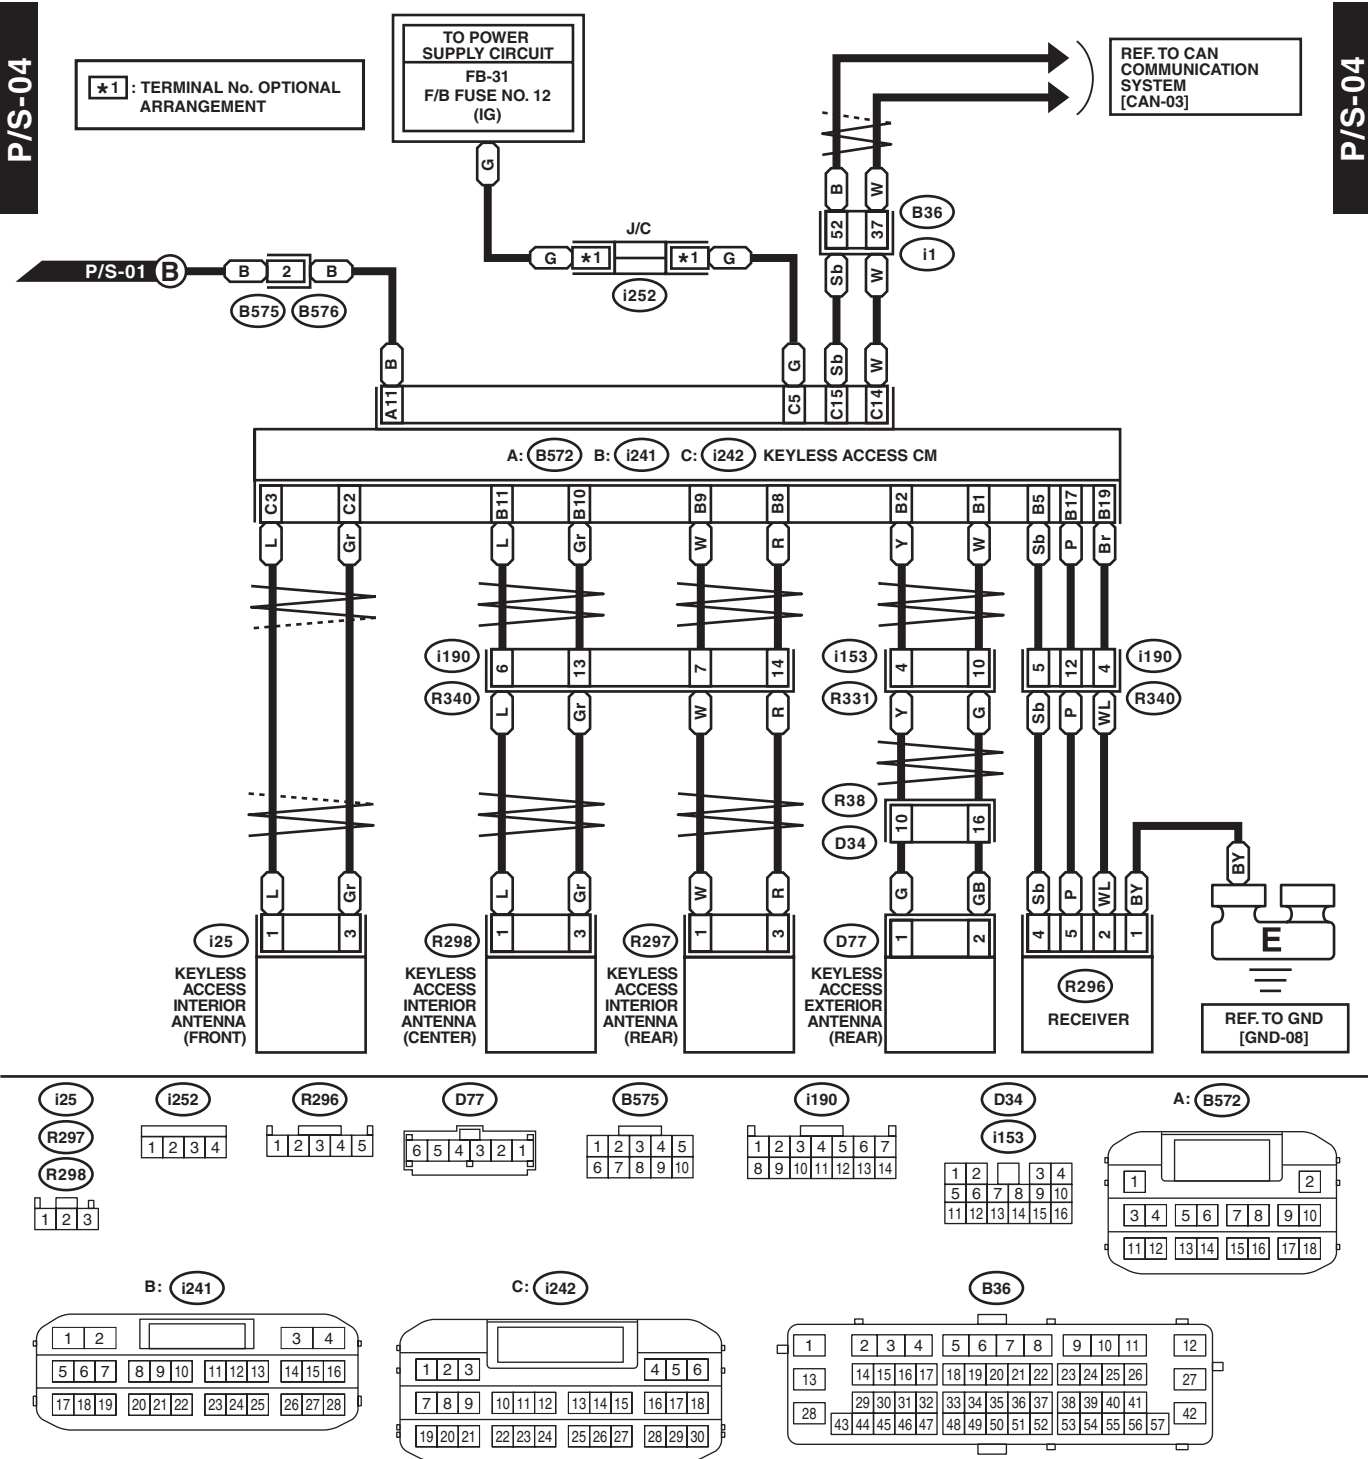 P/S-04
P/S-04
*1 : TERMINAL No. OPTIONAL
ARRANGEMENT
TO POWER
SUPPLY CIRCUIT
FB-31
F/B FUSE NO. 12
(IG)
REF. TO CAN
COMMUNICATION
SYSTEM
[CAN-03]
G
B W
52 37
B36
i1
J/C
G *1 *1 G
i252
P/S-01 B B 2 B
B575 B576
Sb W
B G Sb W
A11 C5 C15 C14
A: B572 B: i241 C: i242 KEYLESS ACCESS CM
C3 C2 B11 B10 B9 B8 B2 B1 B5 B17 B19
L Gr L Gr W R Y W Sb P Br
i190 6 13 7 14 i153 4 10 5 12 4 i190
R340 L Gr W R R331 Y G Sb P WL R340
R38 10 16
D34
BY
L Gr L Gr W R G GB Sb P WL BY
i25 1 3 R298 1 3 R297 1 3 D77 1 2 4 5 2 1
E
KEYLESS
ACCESS
INTERIOR
ANTENNA
(FRONT)
KEYLESS
ACCESS
INTERIOR
ANTENNA
(CENTER)
KEYLESS
ACCESS
INTERIOR
ANTENNA
(REAR)
KEYLESS
ACCESS
EXTERIOR
ANTENNA
(REAR)
R296
RECEIVER
REF. TO GND
[GND-08]
i25
R297
R298
1 2 3
i252
1 2 3 4
R296
1 2 3 4 5
D77
6 5 4 3 2 1
B575
1 2 3 4 5
6 7 8 9 10
i190
1 2 3 4 5 6 7
8 9 10 11 12 13 14
D34
i153
1 2 3 4
5 6 7 8 9 10
11 12 13 14 15 16
A: B572
1 2
3 4 5 6 7 8 9 10
11 12 13 14 15 16 17 18
B: i241
1 2 3 4
5 6 7 8 9 10 11 12 13 14 15 16
17 18 19 20 21 22 23 24 25 26 27 28
C: i242
1 2 3 4 5 6
7 8 9 10 11 12 13 14 15 16 17 18
19 20 21 22 23 24 25 26 27 28 29 30
B36
1 2 3 4 5 6 7 8 9 10 11 12
13 14 15 16 17 18 19 20 21 22 23 24 25 26 27
28 29 30 31 32 33 34 35 36 37 38 39 40 41 42
43 44 45 46 47 48 49 50 51 52 53 54 55 56 57